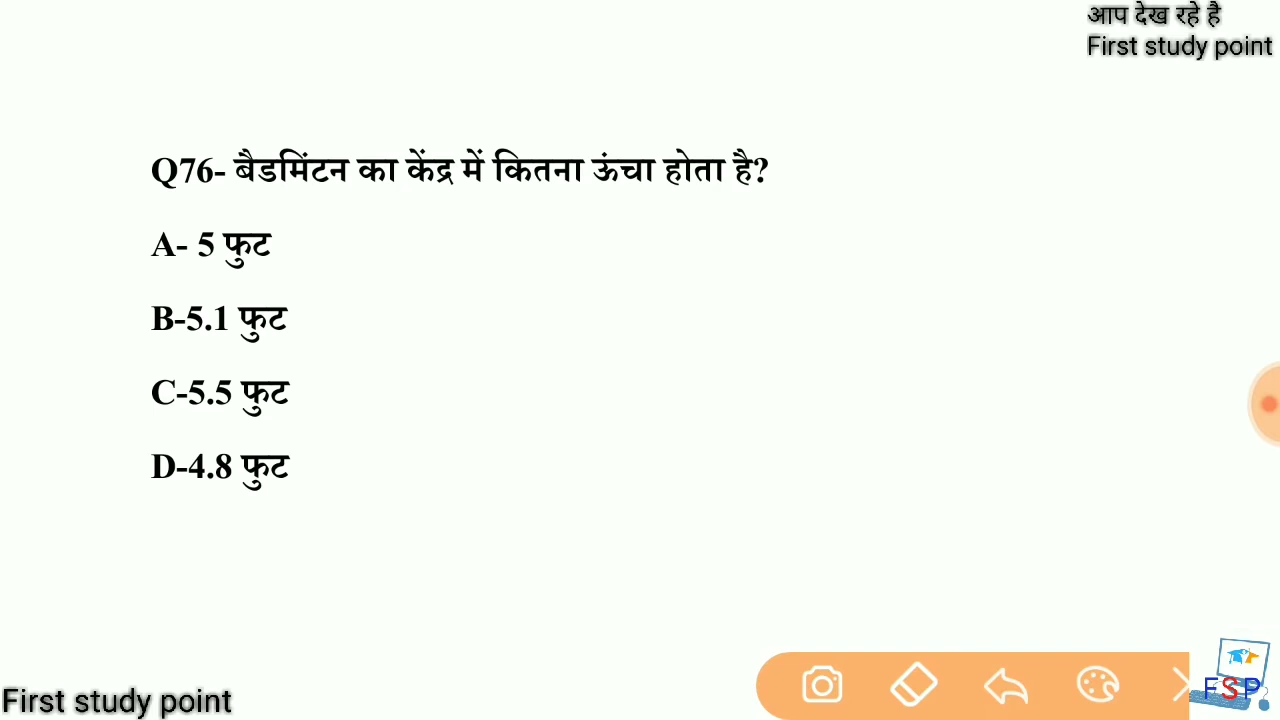 आप देख रहे है
First study point
Q76- बैडमिंटन का केंद्र में कितना ऊंचा होता है?
A- 5 फुट
B-5.1 फुट
C-5.5 फुट
D-4.8 फुट
FSP
First study point